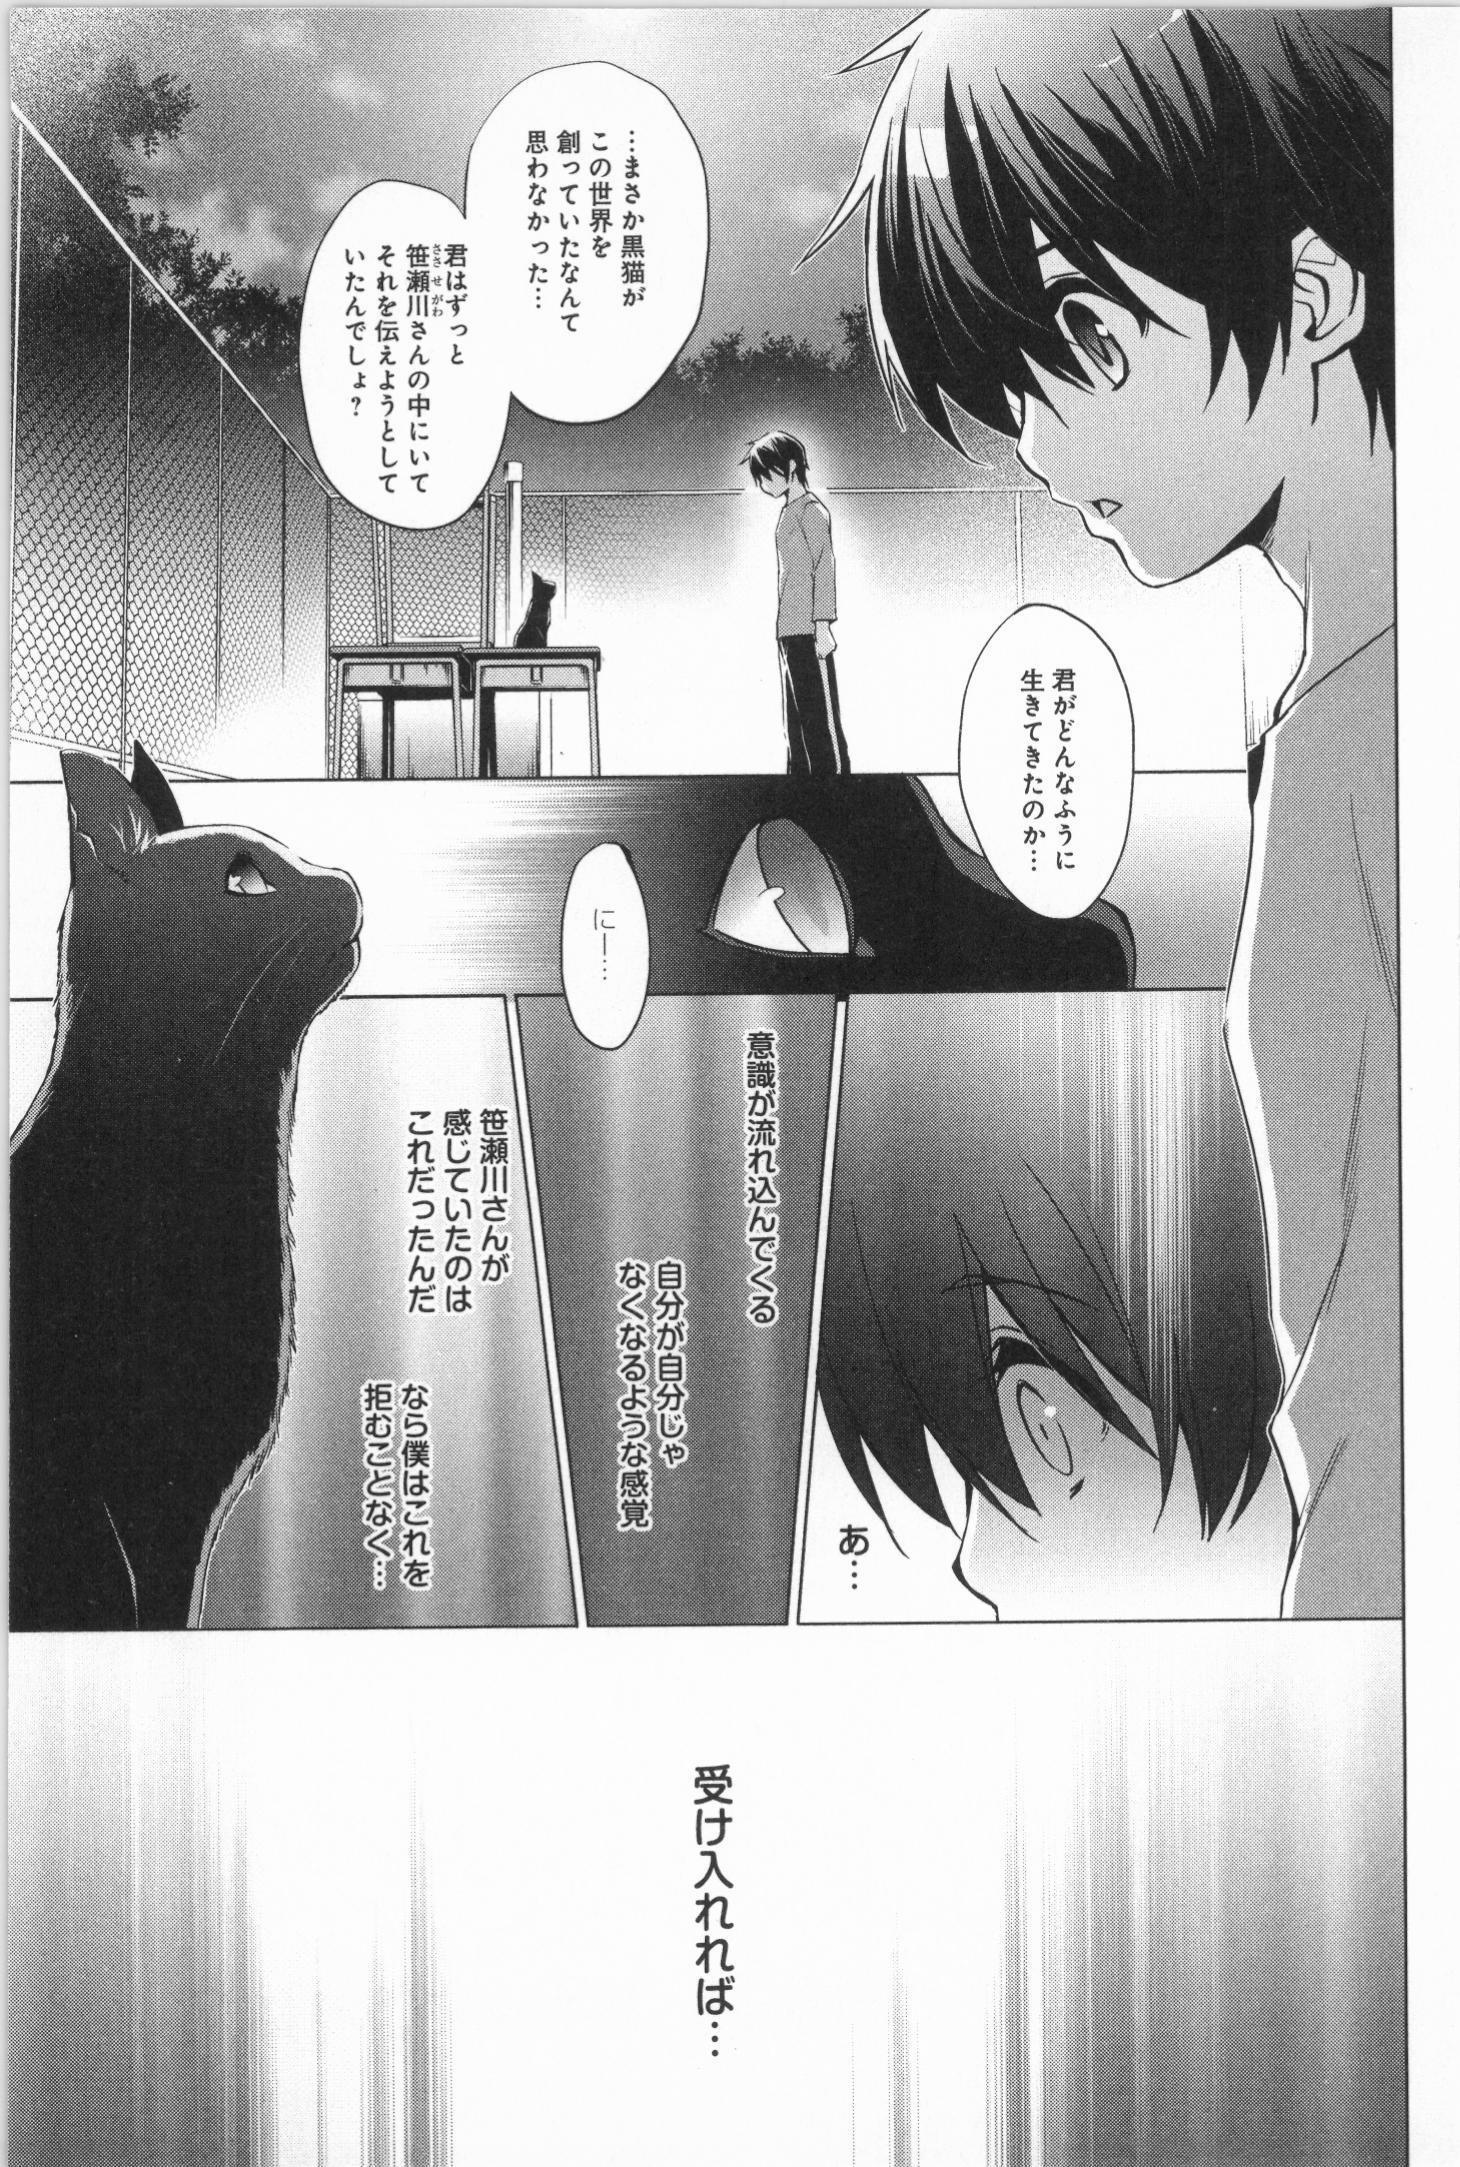 …まさか黒猫が
この世界を
創っていたなんて
思わなかった…
君はずっと
笹瀬川さんの中にいて
ささせがわ
それを伝えようとして
いたんでしょ？
君がどんなふうに
生きてきたのか…
にー…
あ…
意識が流れ込んでくる
自分が自分じゃ
なくなるような感覚
笹瀬川さんが
感じていたのは
これだったんだ
なら僕はこれを
拒むことなく…
受け入れれば…